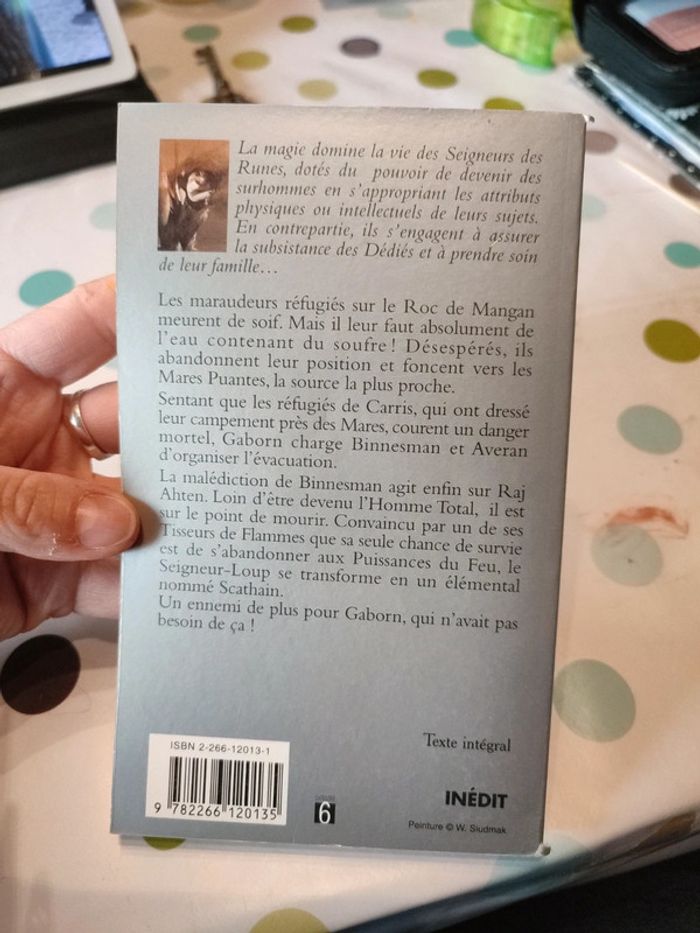 La magie domine la vie des Seigneurs des
Runes, dotés du pouvoir de devenir des
surhommes en s'appropriant les attributs
physiques ou intellectuels de leurs sujets.
En contrepartie, ils s'engagent à assurer
la subsistance des Dédiés et à prendre soin
de leur famille…
Les maraudeurs réfugiés sur le Roc de Mangan
meurent de soif. Mais il leur faut absolument de
l'eau contenant du soufre ! Désespérés, ils
abandonnent leur position et foncent vers les
Mares Puantes, la source la plus proche.
Sentant que les réfugiés de Carris, qui ont dressé
leur campement près des Mares, courent un danger
mortel, Gaborn charge Binnesman et Averan
d'organiser l'évacuation.
La malédiction de Binnesman agit enfin sur Raj
Ahten. Loin d'être devenu l'Homme Total, il est
sur le point de mourir. Convaincu par un de ses
Tisseurs de Flammes que sa seule chance de survie
est de s'abandonner aux Puissances du Feu, le
Seigneur-Loup se transforme en un élémental
nommé Scathain.
Un ennemi de plus pour Gaborn, qui n'avait pas
besoin de ça !
Texte intégral
ISBN 2-266-12013-1
9 782266 120135
6
INÉDIT
Peinture © W. Siudmak